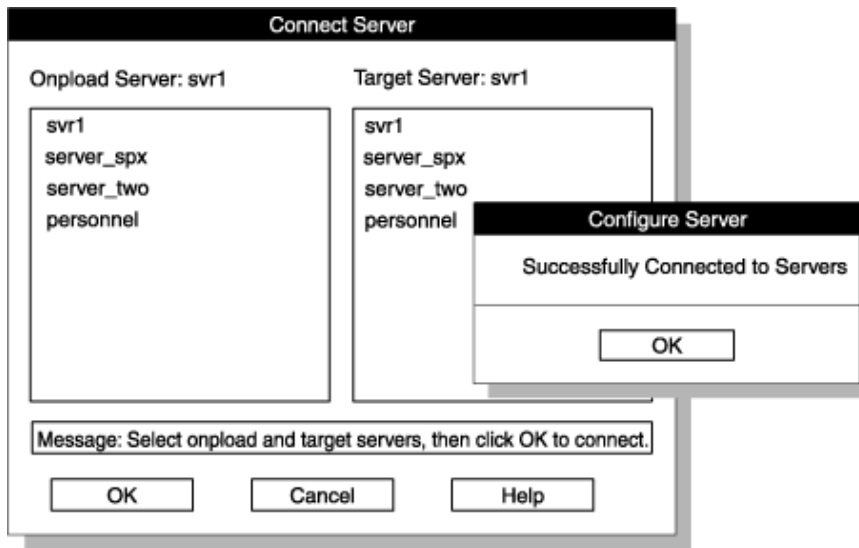 Connect Server
Onpload Server: svr1
Target Server: svr1
svr1
server_spx
server_two
personnel
svr1
server_spx
server_two
personnel
Configure Server
Successfully Connected to Servers
OK
Message: Select onpload and target servers, then click OK to connect.
OK
Cancel
Help